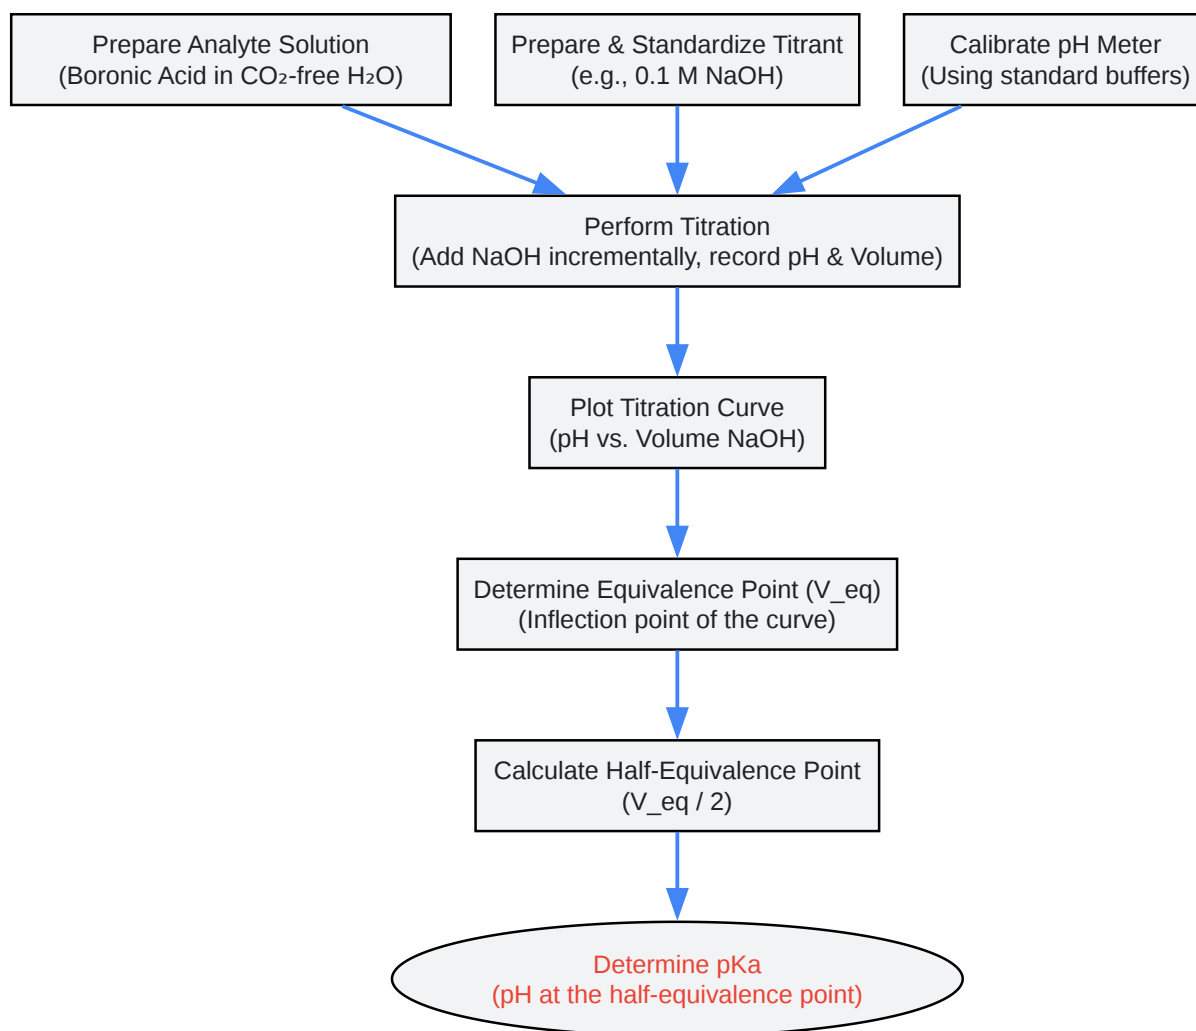 Prepare Analyte Solution
(Boronic Acid in CO₂-free H₂O)
Prepare & Standardize Titrant
(e.g., 0.1 M NaOH)
Calibrate pH Meter
(Using standard buffers)
Perform Titration
(Add NaOH incrementally, record pH & Volume)
Plot Titration Curve
(pH vs. Volume NaOH)
Determine Equivalence Point (V_eq)
(Inflection point of the curve)
Calculate Half-Equivalence Point
(V_eq / 2)
Determine pKa
(pH at the half-equivalence point)